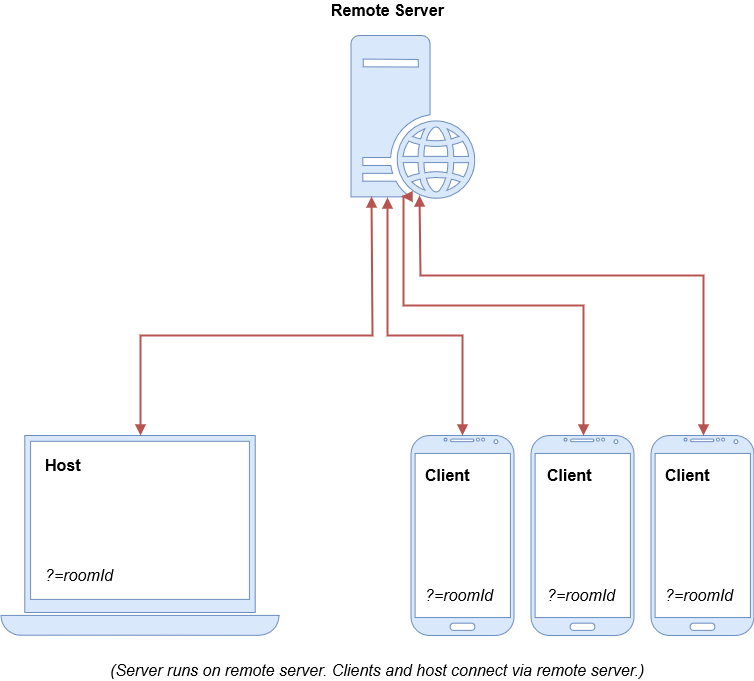 Remote Server
Host
Client
Client
Client
?=roomId
?=roomId
?=roomId
?=roomId
(Server runs on remote server. Clients and host connect via remote server.)